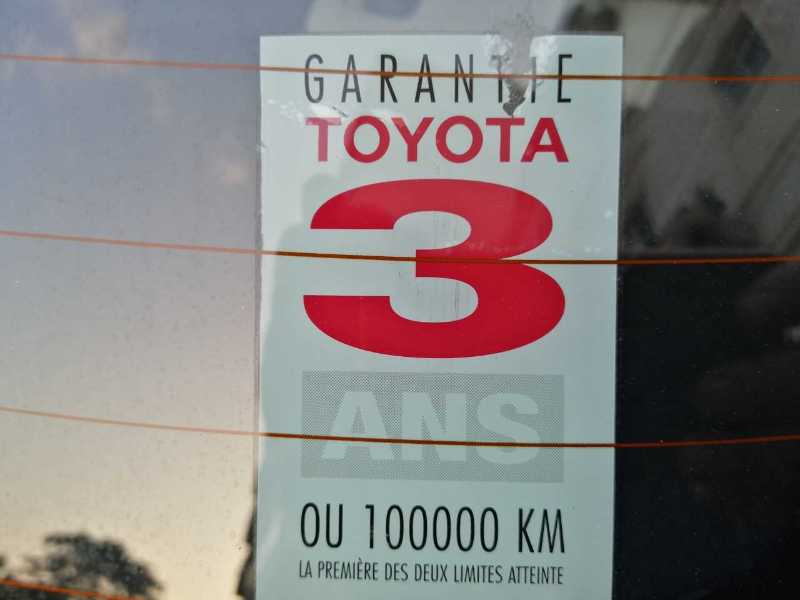 GARANTIE
TOYOTA
3
ANS
OU 100000 KM
LA PREMIÈRE DES DEUX LIMITES ATTEINTE